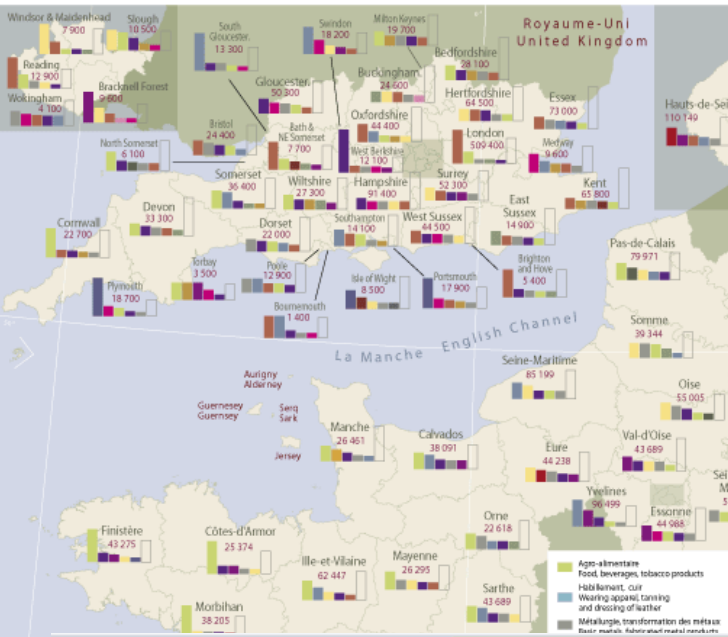 Royaume-Uni
United Kingdom
Windsor & Maidenhead
7 900
Slough
10 500
South
Gloucester.
13 300
Swindon
18 200
Milton Keynes
19 700
Bedfordshire
28 100
Reading
12 900
Bracknell Forest
9 600
Wokingham
4 100
Gloucester.
50 300
Buckingham.
24 600
Hertfordshire
64 500
Essex
73 000
Hauts-de-Sei
110 149
Bristol
24 400
Bath &
NE Somerset
7 700
Oxfordshire
44 400
West Berkshire
12 100
London
509 400
Medway
9 600
North Somerset
6 100
Somerset
36 400
Wiltshire
27 300
Hampshire
91 400
Surrey
52 300
Kent
65 800
Devon
33 300
Cornwall
22 700
Dorset
22 000
Southampton
14 100
West Sussex
44 500
East
Sussex
14 900
Pas-de-Calais
79 971
Torbay
3 500
Poole
12 900
Isle of Wight
8 500
Portsmouth
17 900
Brighton
and Hove
5 400
Plymouth
18 700
Bournemouth
1 400
La Manche English Channel
Somme
39 344
Seine-Maritime
85 199
Oise
55 005
Aurigny
Alderney
Guernesey
Guernsey
Serq
Sark
Jersey
Manche
26 461
Calvados
38 091
Eure
44 238
Val-d'Oise
43 689
Yvelines
96 499
Essonne
44 988
Sei
M
5
Finistère
43 275
Côtes-d'Armor
25 374
Ille-et-Vilaine
62 447
Mayenne
26 295
Orne
22 618
Sarthe
43 689
Morbihan
38 205
Agro-alimentaire
Food, beverages, tobacco products
Habillement, cuir
Wearing apparel, tanning
and dressing of leather
Métallurgie, transformation des métaux
Basic metals, fabricated metal products